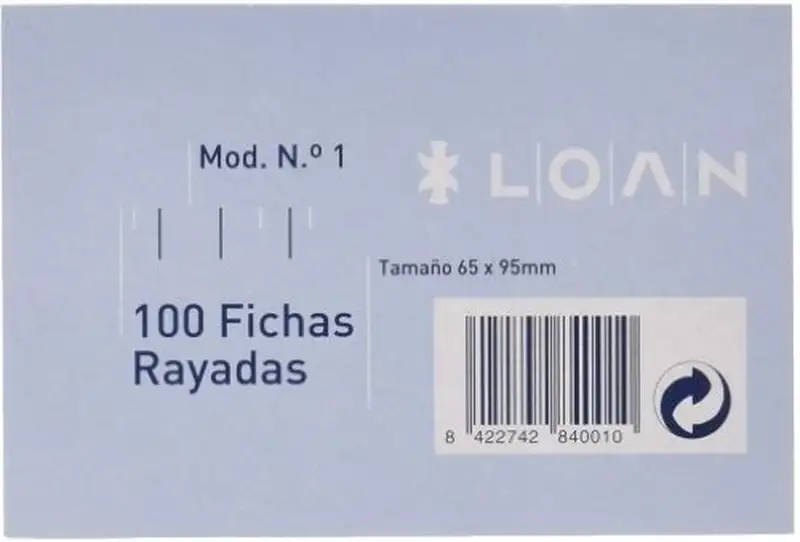 Mod. N.º 1
LOAN
Tamaño 65 x 95mm
100 Fichas
Rayadas
8 422742 840010